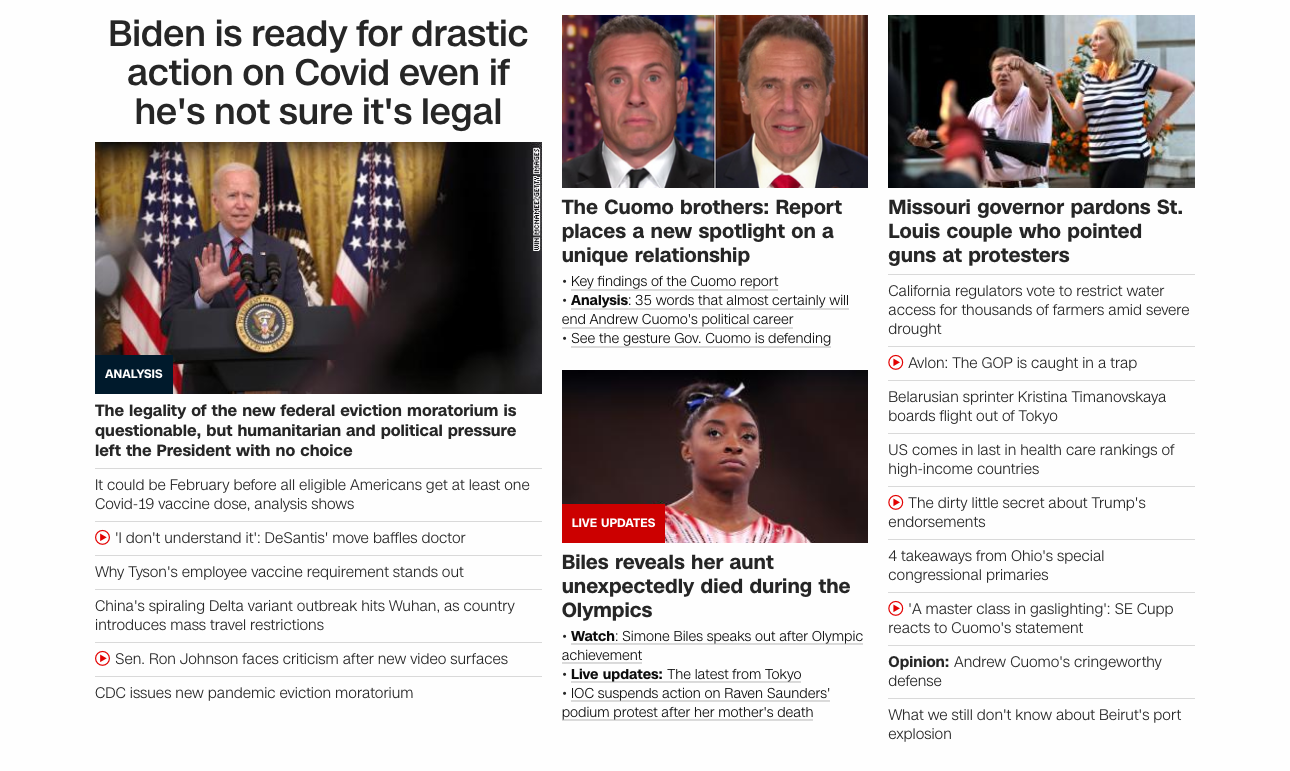 Biden is ready for drastic
action on Covid even if
he's not sure it's legal
WIN MCNAMEE/GETTY IMAGES
ANALYSIS
The legality of the new federal eviction moratorium is
questionable, but humanitarian and political pressure
left the President with no choice
It could be February before all eligible Americans get at least one
Covid-19 vaccine dose, analysis shows
'I don't understand it': DeSantis' move baffles doctor
Why Tyson's employee vaccine requirement stands out
China's spiraling Delta variant outbreak hits Wuhan, as country
introduces mass travel restrictions
Sen. Ron Johnson faces criticism after new video surfaces
CDC issues new pandemic eviction moratorium
The Cuomo brothers: Report
places a new spotlight on a
unique relationship
• Key findings of the Cuomo report
• Analysis: 35 words that almost certainly will
end Andrew Cuomo's political career
• See the gesture Gov. Cuomo is defending
LIVE UPDATES
Biles reveals her aunt
unexpectedly died during the
Olympics
• Watch: Simone Biles speaks out after Olympic
achievement
• Live updates: The latest from Tokyo
• IOC suspends action on Raven Saunders'
podium protest after her mother's death
Missouri governor pardons St.
Louis couple who pointed
guns at protesters
California regulators vote to restrict water
access for thousands of farmers amid severe
drought
Avlon: The GOP is caught in a trap
Belarusian sprinter Kristina Timanovskaya
boards flight out of Tokyo
US comes in last in health care rankings of
high-income countries
The dirty little secret about Trump's
endorsements
4 takeaways from Ohio's special
congressional primaries
'A master class in gaslighting': SE Cupp
reacts to Cuomo's statement
Opinion: Andrew Cuomo's cringeworthy
defense
What we still don't know about Beirut's port
explosion